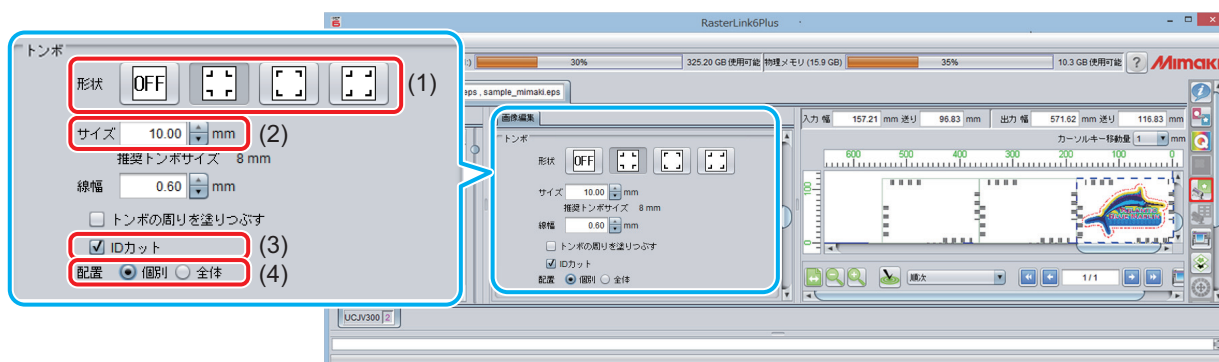 RasterLink6Plus
30%
325.20 GB 使用可能
物理メモリ (15.9 GB)
35%
10.3 GB 使用可能
?
Mimaki
トンボ
形状
OFF
(1)
サイズ 10.00 mm (2)
推奨トンボサイズ 8 mm
線幅 0.60 mm
トンボの周りを塗りつぶす
IDカット (3)
配置 個別 全体 (4)
eps , sample_mimaki.eps
画像編集
トンボ
形状 OFF
サイズ 10.00 mm
推奨トンボサイズ 8 mm
線幅 0.60 mm
トンボの周りを塗りつぶす
IDカット
配置 個別 全体
入力 幅 157.21 mm 送り 96.83 mm 出力 幅 571.62 mm 送り 116.83 mm
カーソルキー移動量 1 mm
600 500 400 300 200 100 0
100
0
順次
1/1
UCJV300 2